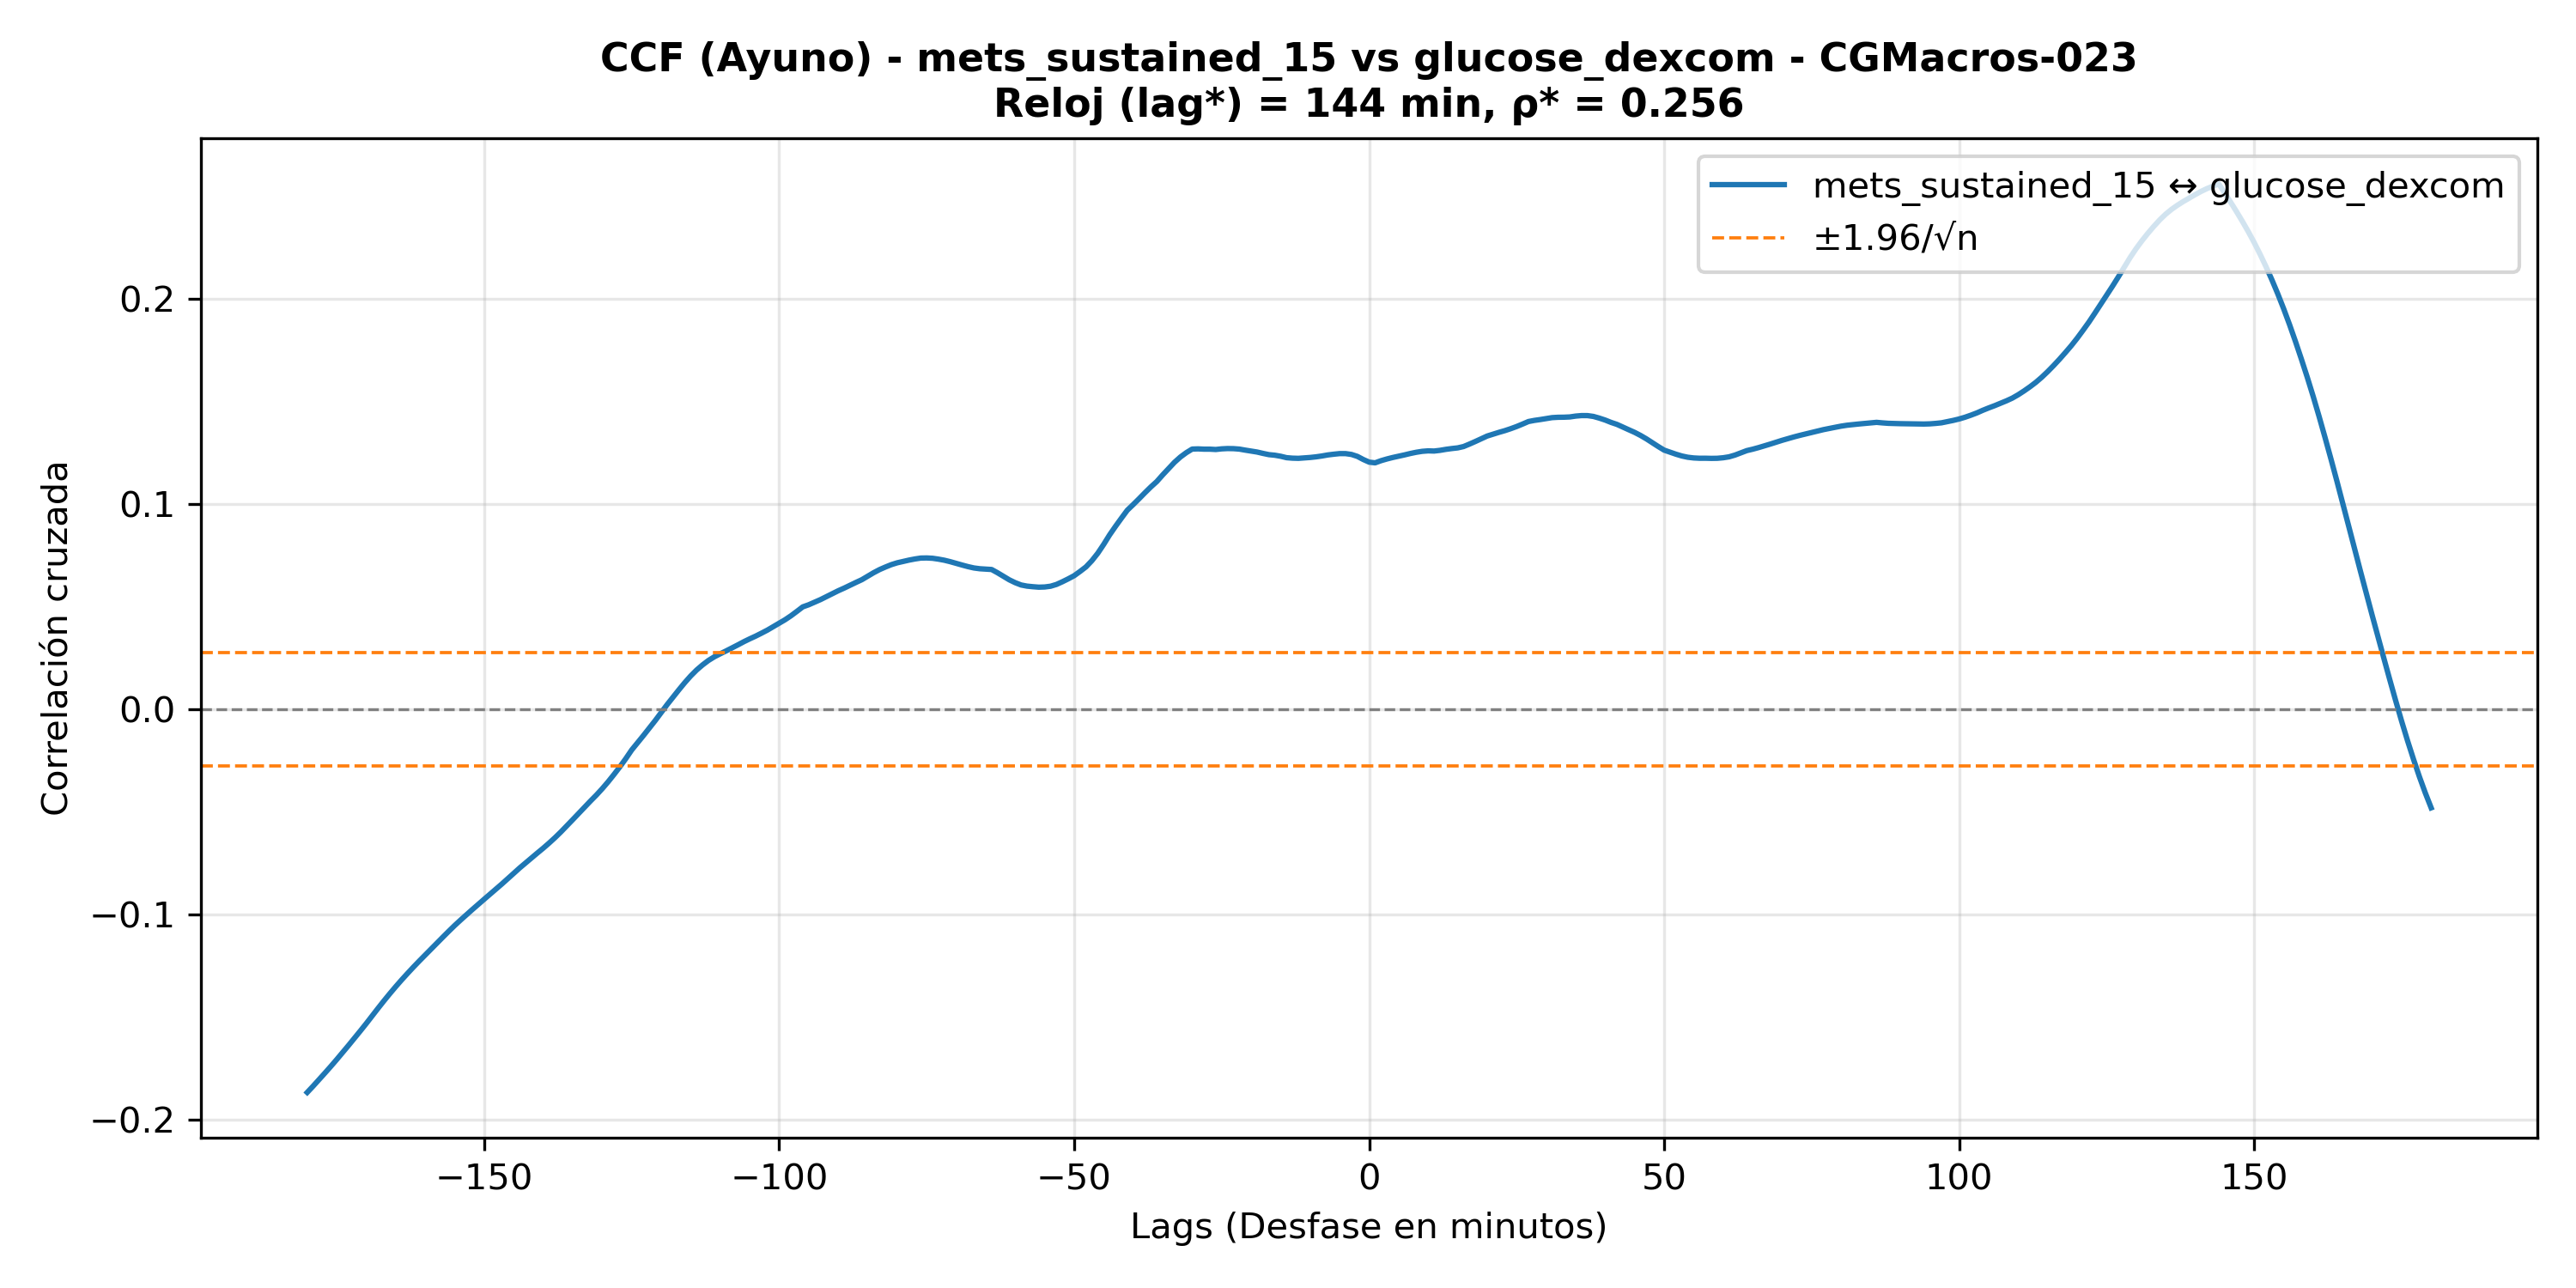 CCF (Ayuno) - mets_sustained_15 vs glucose_dexcom - CGMacros-023
Reloj (lag*) = 144 min, ρ* = 0.256
mets_sustained_15 ↔ glucose_dexcom
±1.96/√n
Correlación cruzada
0.2
0.1
0.0
−0.1
−0.2
−150
−100
−50
0
50
100
150
Lags (Desfase en minutos)